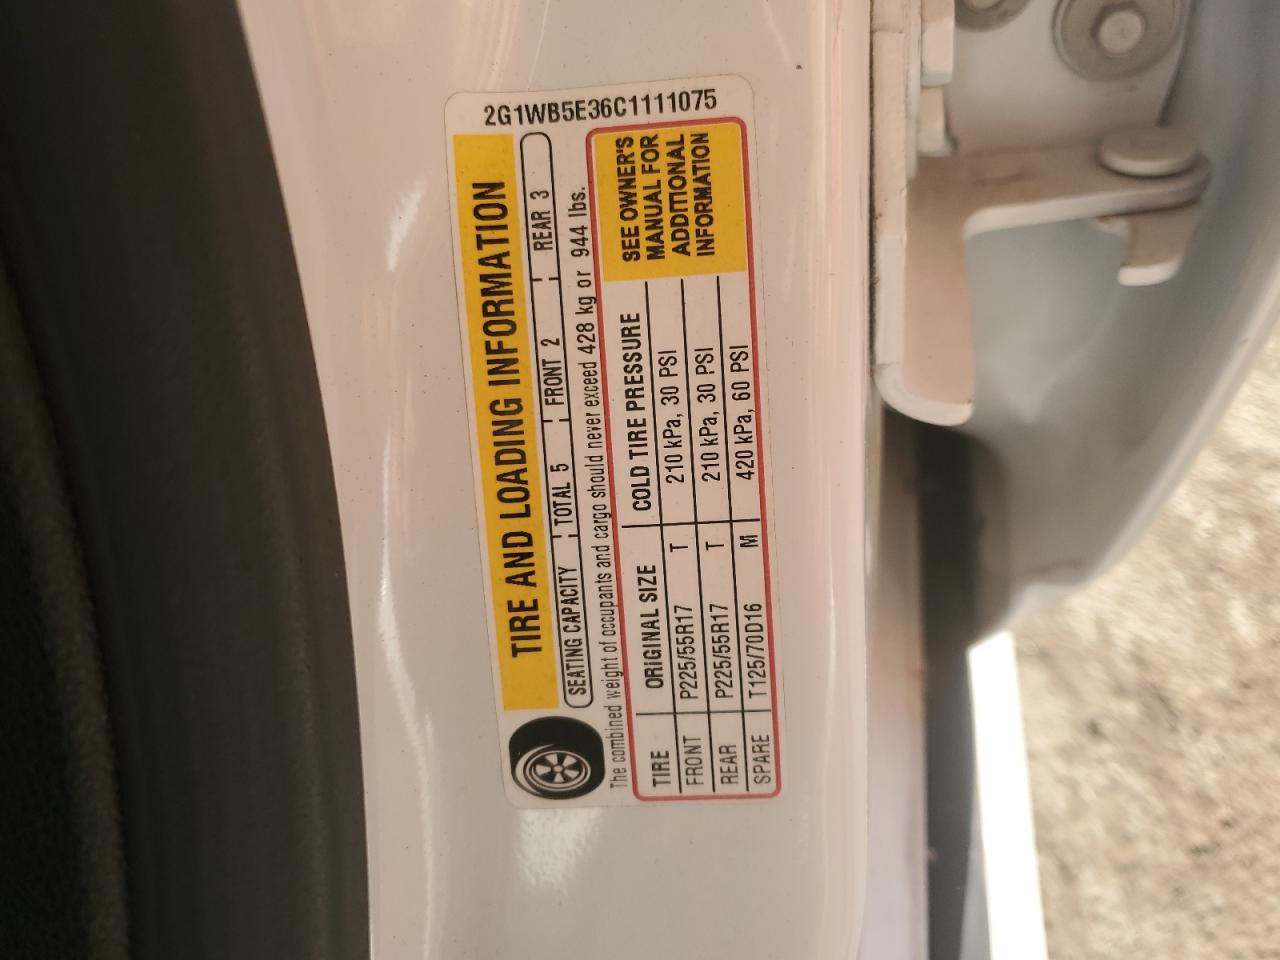 2G1WB5E36C1111075
TIRE AND LOADING INFORMATION
SEATING CAPACITY TOTAL 5 FRONT 2 REAR 3
The combined weight of occupants and cargo should never exceed 428 kg or 944 lbs.
TIRE ORIGINAL SIZE COLD TIRE PRESSURE
FRONT P225/55R17 T 210 kPa, 30 PSI
REAR P225/55R17 T 210 kPa, 30 PSI
SPARE T125/70D16 M 420 kPa, 60 PSI
SEE OWNER'S
MANUAL FOR
ADDITIONAL
INFORMATION